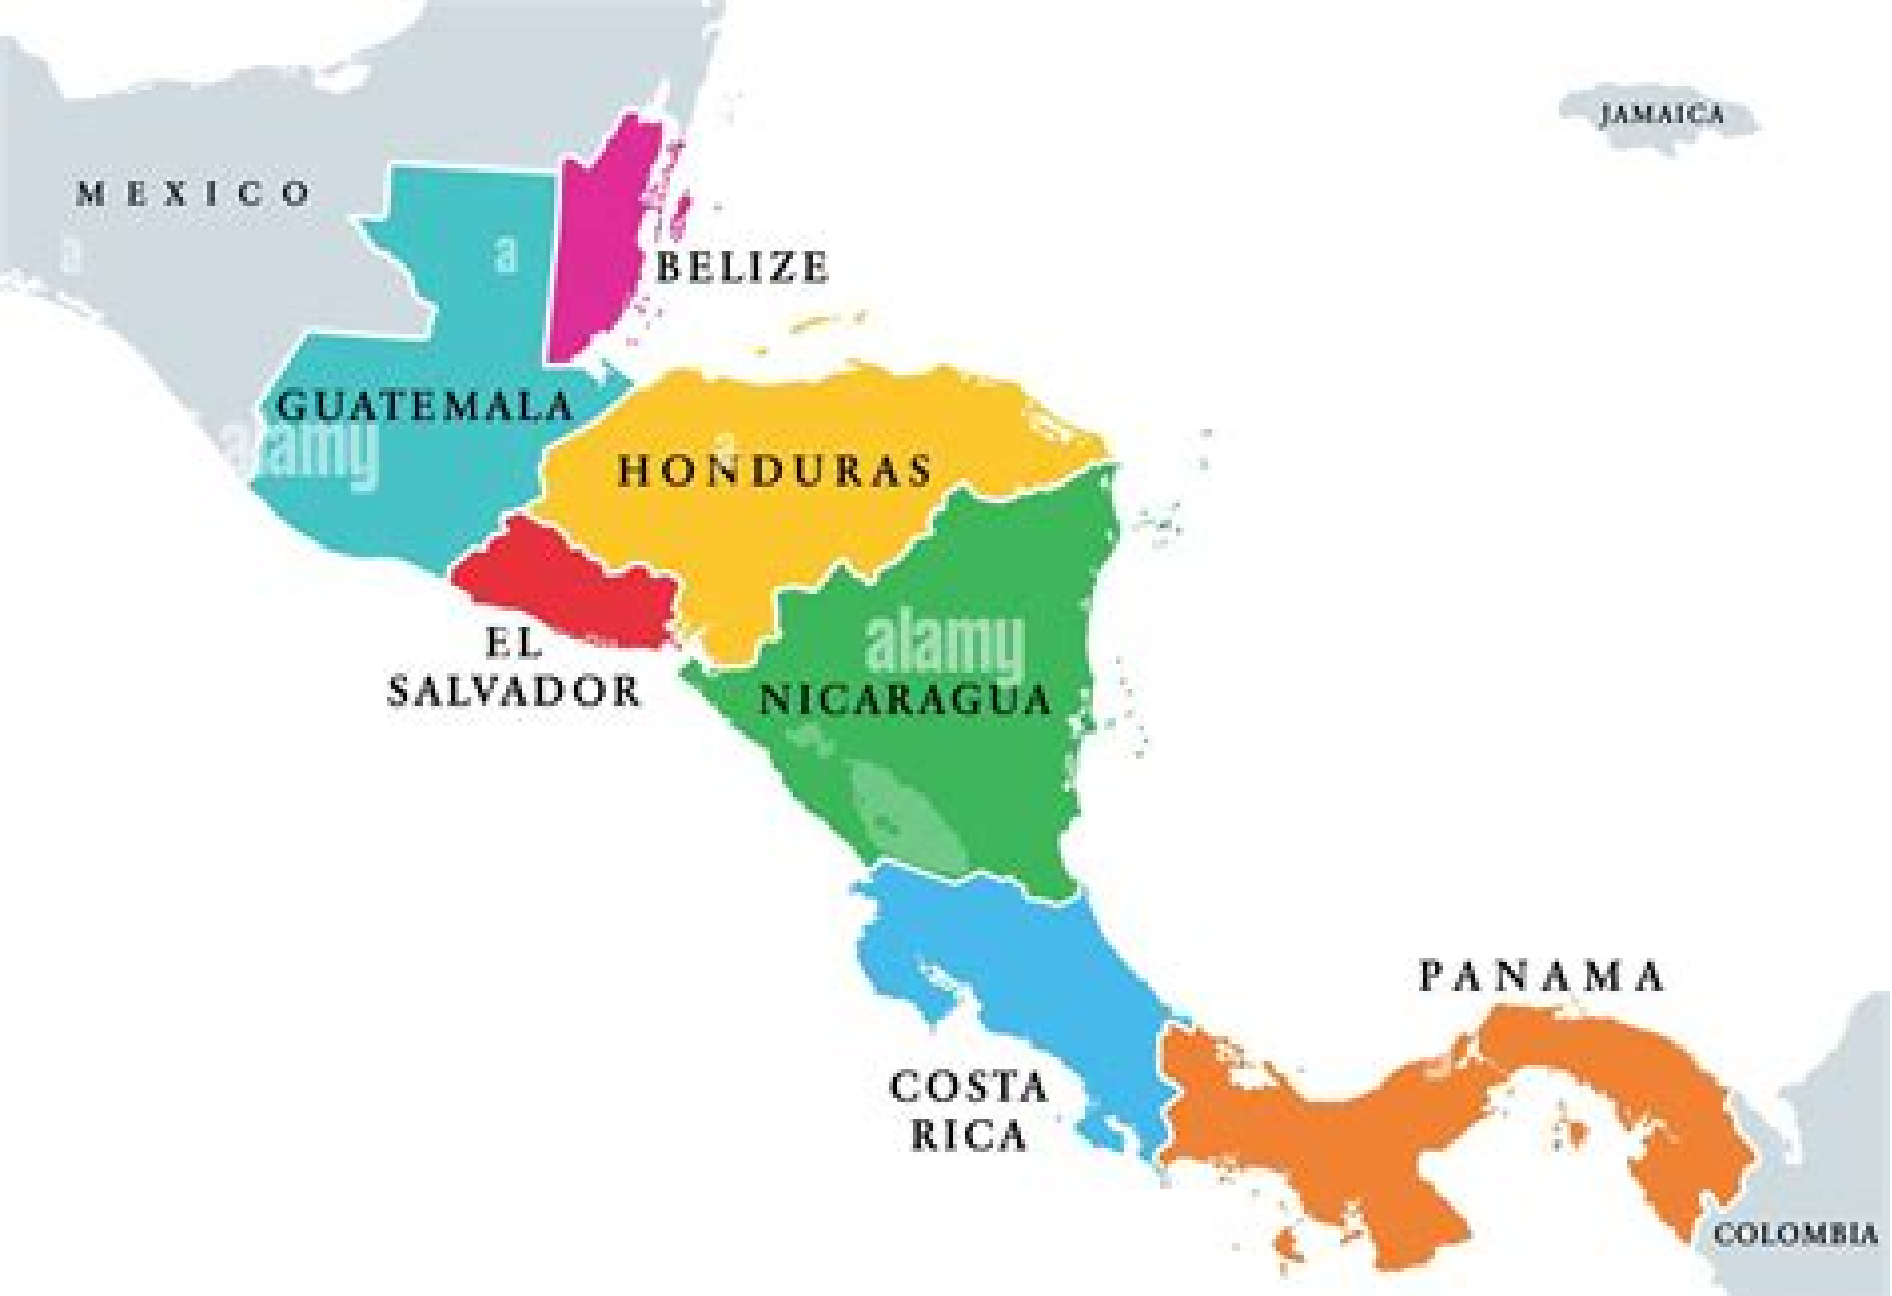 JAMAICA
MEXICO
a
a
BELIZE
GUATEMALA
alamy
a
HONDURAS
EL
SALVADOR
alamy
NICARAGUA
PANAMA
COSTA
RICA
COLOMBIA